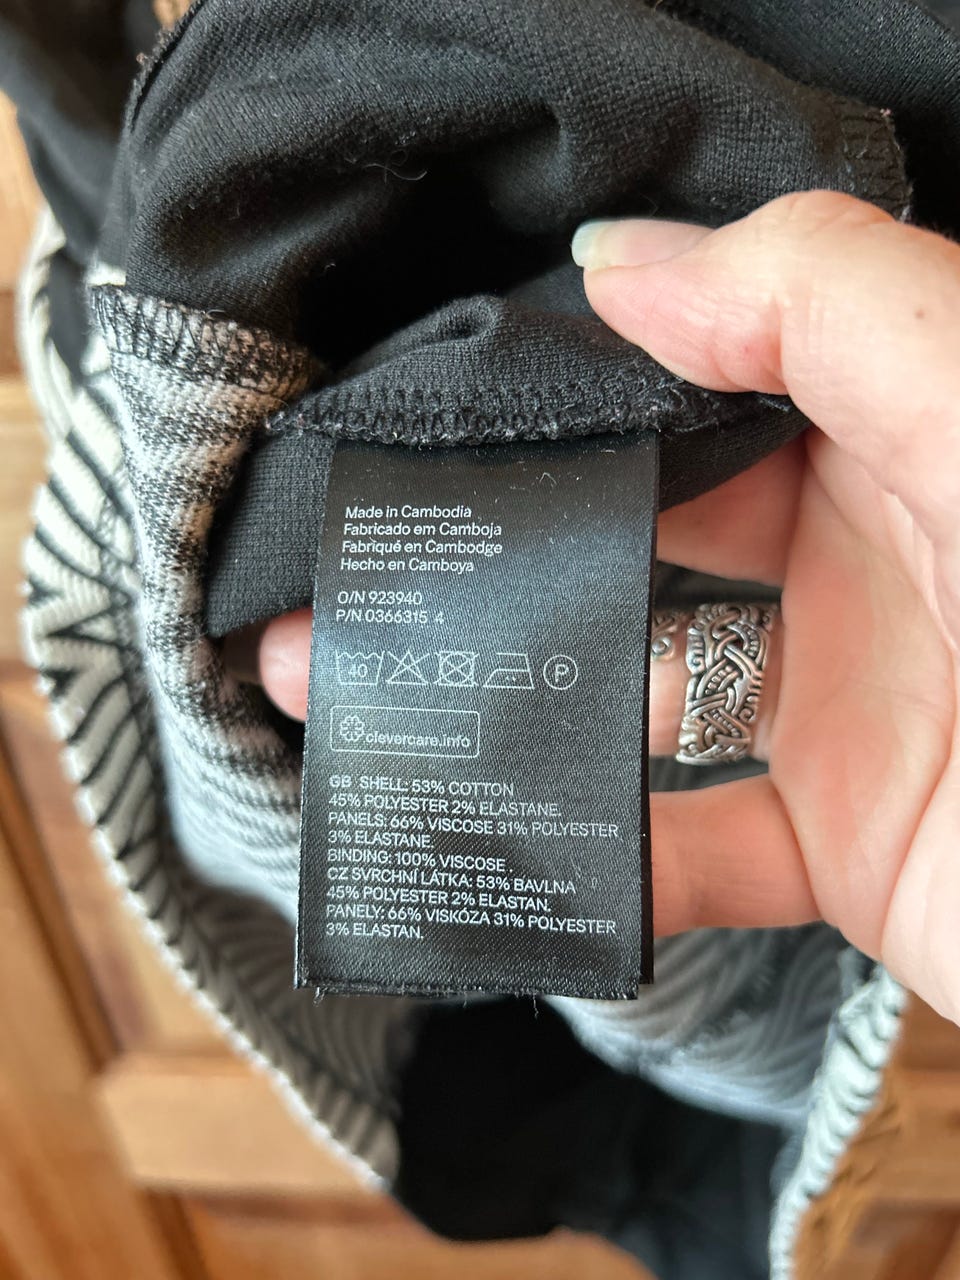 Made in Cambodia
Fabricado em Camboja
Fabriqué en Cambodge
Hecho en Camboya
O/N 923940
P/N 0366315 4
40 P
clevercare.info
GB SHELL: 53% COTTON
45% POLYESTER 2% ELASTANE.
PANELS: 66% VISCOSE 31% POLYESTER
3% ELASTANE.
BINDING: 100% VISCOSE.
CZ SVRCHNÍ LÁTKA: 53% BAVLNA
45% POLYESTER 2% ELASTAN.
PANELY: 66% VISKÓZA 31% POLYESTER
3% ELASTAN.